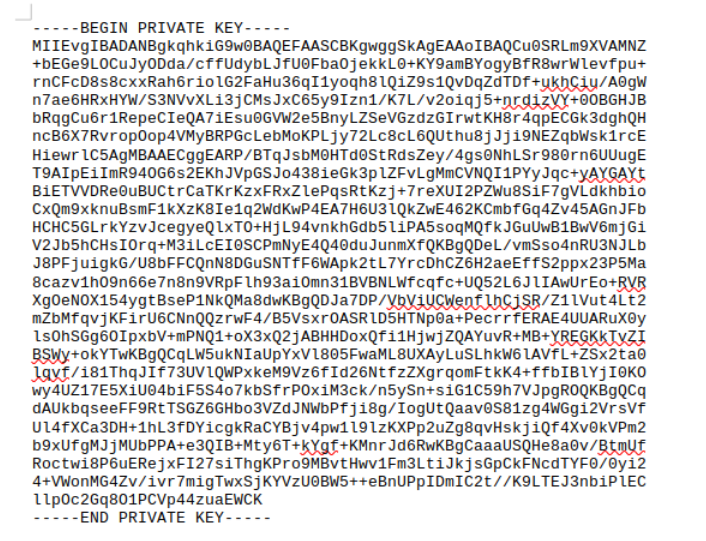 -----BEGIN PRIVATE KEY-----
MIIEvgIBADANBgkqhkiG9w0BAQEFAASCBKgwggSkAgEAAoIBAQCu0SRLm9XVAMNZ
+bEGe9LOCuJyODda/cffUdybLJfU0FbaOjekkL0+KY9amBYogyBfR8wrWlevfpu+
rnCFcD8s8cxxRah6riolG2FaHu36qI1yoqh8lQiZ9s1QvDqZdTDf+ukhCiu/A0gW
n7ae6HRxHYW/S3NVvXLi3jCMsJxC65y9Izn1/K7L/v2oiqj5+nrdizVY+0OBGHJB
bRqgCu6r1RepeCIeQA7iEsu0GVW2e5BnyLZSeVGzdzGIrwtKH8r4qpECGk3dghQH
ncB6X7RvropOop4VMyBRPGcLebMoKPLjy72Lc8cL6QUthu8jJji9NEZqbWsk1rcE
HiewrlC5AgMBAAECggEARP/BTqJsbM0HTd0StRdsZey/4gs0NhLSr980rn6UUugE
T9AIpEiImR94OG6s2EKhJVpGSJo438ieGk3plZFvLgMmCVNQI1PYyJqc+yAYGAYt
BiETVVDRe0uBUCtrCaTKrKzxFRxZlePqsRtKzj+7reXUI2PZWu8SiF7gVLdkhbio
CxQm9xknuBsmF1kXzK8Ie1q2WdKwP4EA7H6U3lQkZwE462KCmbfGq4Zv45AGnJFb
HCHC5GLrkYzvJcegyeQlxTO+HjL94vnkhGdb5liPA5soqMQfkJGuUwB1BwV6mjGi
V2Jb5hCHsIOrq+M3iLcEI0SCPmNyE4Q40duJunmXfQKBgQDeL/vmSso4nRU3NJLb
J8PFjuigkG/U8bFFCQnN8DGuSNTfF6WApk2tL7YrcDhCZ6H2aeEffS2ppx23P5Ma
8cazv1hO9n66e7n8n9VRpFlh93aiOmn31BVBNLWfcqfc+UQ52L6JlIAwUrEo+RVR
XgOeNOX154ygtBseP1NkQMa8dwKBgQDJa7DP/VbViUCWenflhCjSR/Z1lVut4Lt2
mZbMfqvjKFirU6CNnQQzrwF4/B5VsxrOASRlD5HTNp0a+PecrrfERAE4UUARuX0y
lsOhSGg6OIpxbV+mPNQ1+oX3xQ2jABHHDoxQfi1HjwjZQAYuvR+MB+YREGKkTvZI
BSWy+okYTwKBgQCqLW5ukNIaUpYxVl805FwaML8UXAyLuSLhkW6lAVfL+ZSx2ta0
lqvf/i81ThqJIf73UVlQWPxkeM9Vz6fId26NtfzZXgrqomFtkK4+ffbIBlYjI0KO
wy4UZ17E5XiU04biF5S4o7kbSfrPOxiM3ck/n5ySn+siG1C59h7VJpgROQKBgQCq
dAUkbqseeFF9RtTSGZ6GHbo3VZdJNWbPfji8g/IogUtQaav0S81zg4WGgi2VrsVf
Ul4fXCa3DH+1hL3fDYicgkRaCYBjv4pw1l9lzKXPp2uZg8qvHskjiQf4Xv0kVPm2
b9xUfgMJjMUbPPA+e3QIB+Mty6T+kYgf+KMnrJd6RwKBgCaaaUSQHe8a0v/BtmUf
Roctwi8P6uERejxFI27siThgKPro9MBvtHwv1Fm3LtiJkjsGpCkFNcdTYF0/0yi2
4+VWonMG4Zv/ivr7migTwxSjKYVzU0BW5++eBnUPpIDmIC2t//K9LTEJ3nbiPlEC
llpOc2Gq8O1PCVp44zuaEWCK
-----END PRIVATE KEY-----